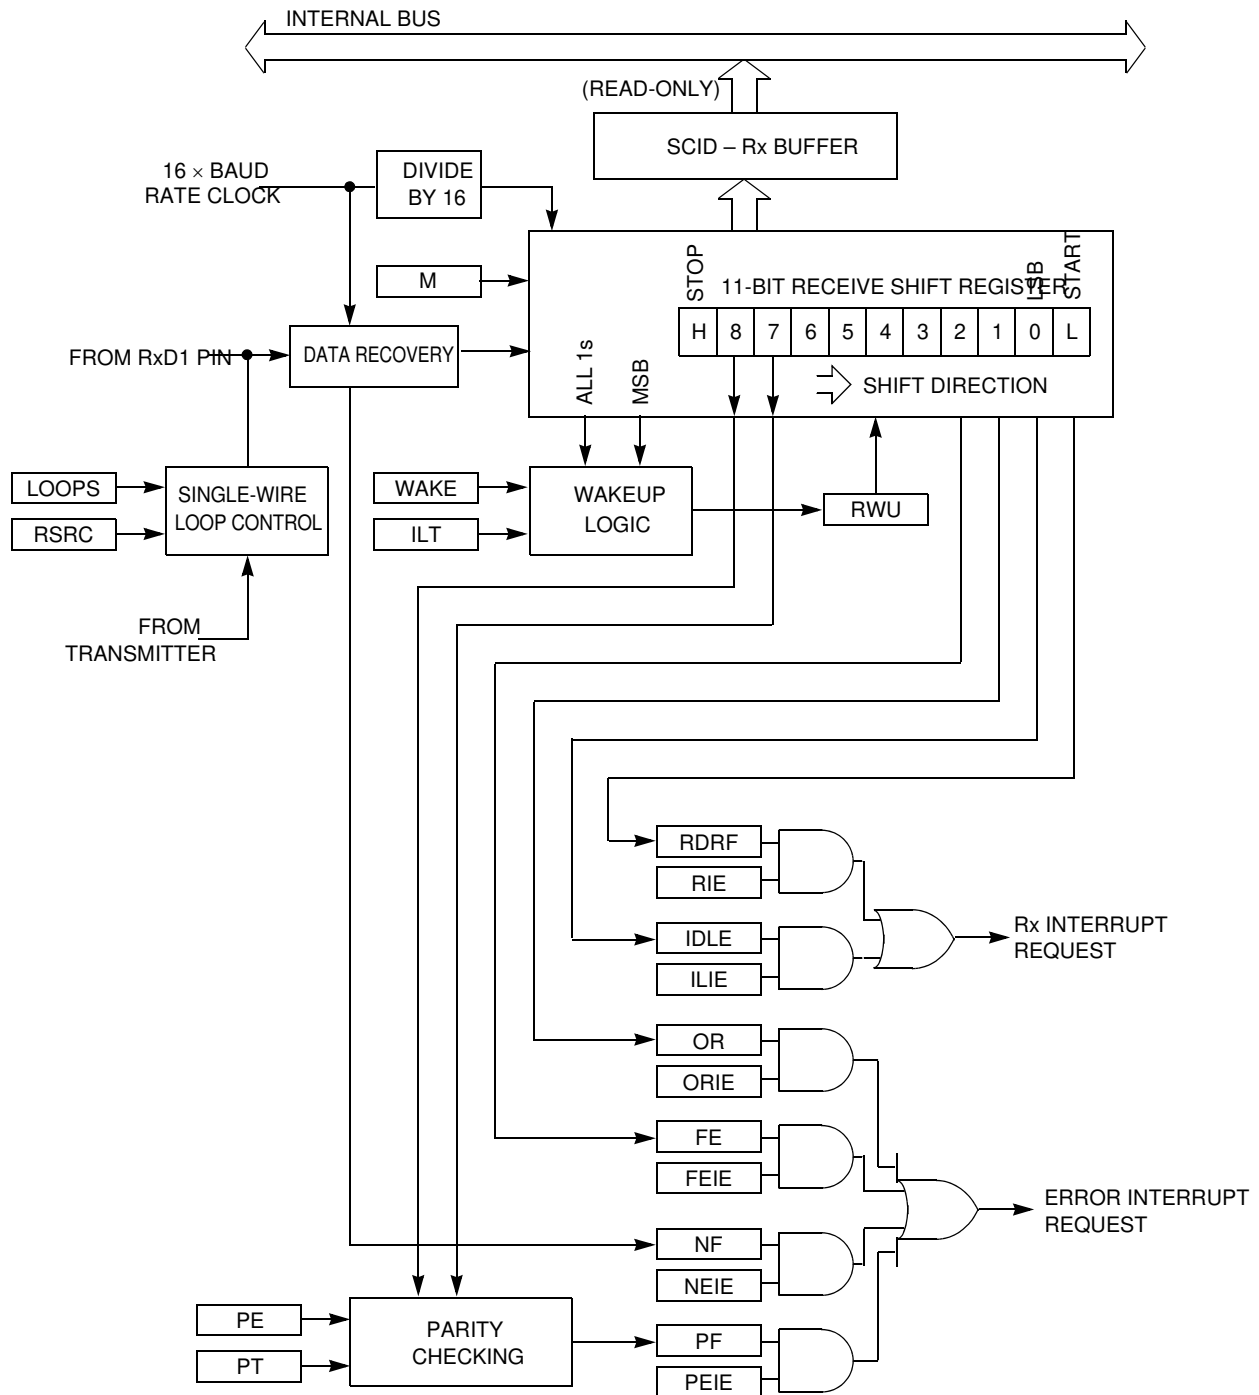 INTERNAL BUS
(READ-ONLY)
SCID – Rx BUFFER
16 × BAUD
RATE CLOCK
DIVIDE
BY 16
M
STOP
11-BIT RECEIVE SHIFT REGISTER
LSB
START
H 8 7 6 5 4 3 2 1 0 L
FROM RxD1 PIN
DATA RECOVERY
ALL 1s
MSB
SHIFT DIRECTION
LOOPS
RSRC
SINGLE-WIRE
LOOP CONTROL
WAKE
ILT
WAKEUP
LOGIC
RWU
FROM
TRANSMITTER
RDRF
RIE
IDLE
ILIE
Rx INTERRUPT
REQUEST
OR
ORIE
FE
FEIE
ERROR INTERRUPT
REQUEST
NF
NEIE
PE
PT
PARITY
CHECKING
PF
PEIE